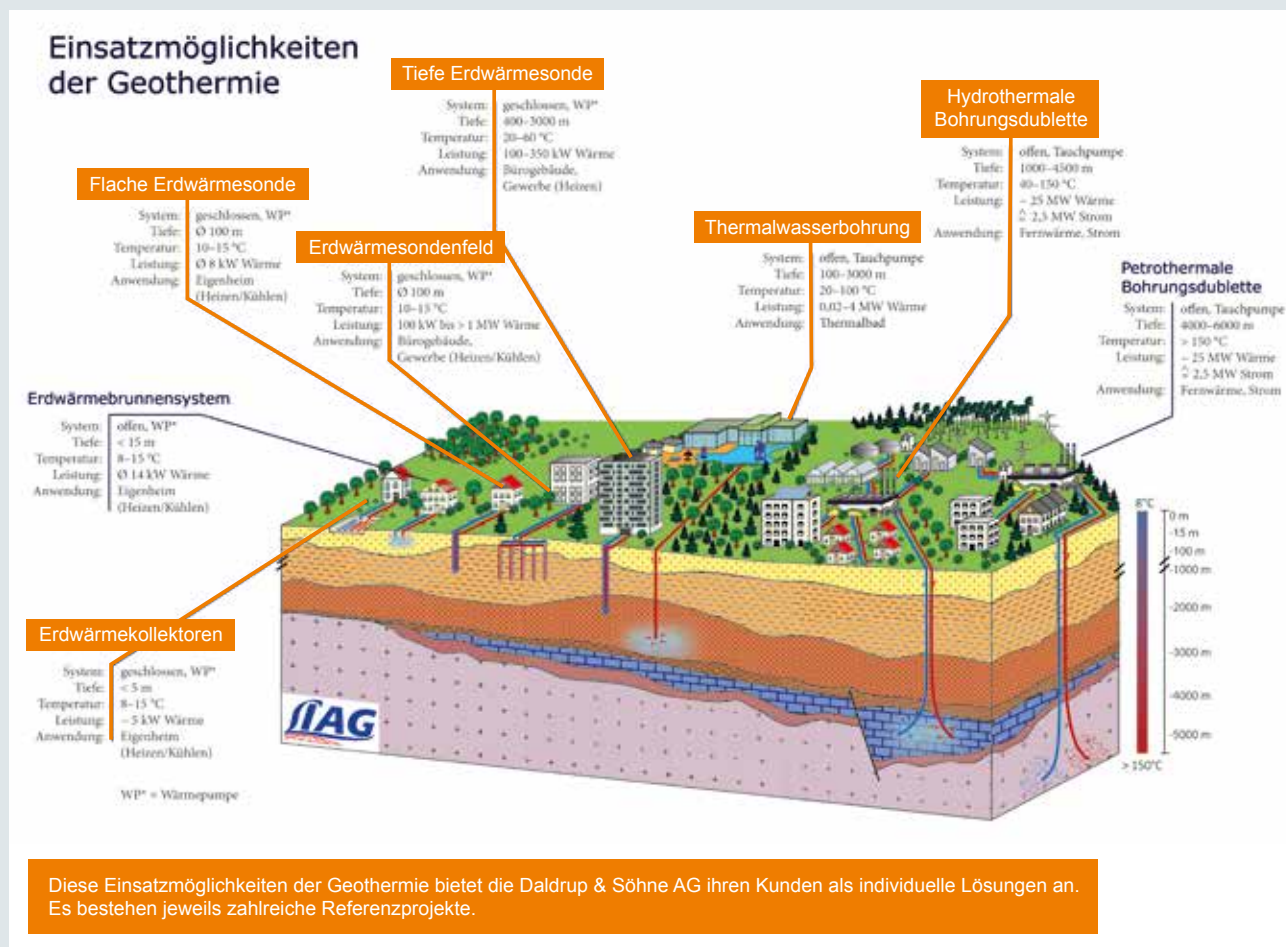 Einsatzmöglichkeiten
der Geothermie
Tiefe Erdwärmesonde
System: geschlossen, WP*
Tiefe: 400–3000 m
Temperatur: 20–60 °C
Leistung: 100–350 kW Wärme
Anwendung: Bürogebäude,
Gewerbe (Heizen)
Hydrothermale
Bohrungsdublette
System: offen, Tauchpumpe
Tiefe: 1000–4500 m
Temperatur: 40–150 °C
Leistung: ~ 25 MW Wärme
≙ 2,5 MW Strom
Anwendung: Fernwärme, Strom
Flache Erdwärmesonde
System: geschlossen, WP*
Tiefe: Ø 100 m
Temperatur: 10–15 °C
Leistung: Ø 8 kW Wärme
Anwendung: Eigenheim
(Heizen/Kühlen)
Erdwärmesondenfeld
System: geschlossen, WP*
Tiefe: Ø 100 m
Temperatur: 10–15 °C
Leistung: 100 kW bis > 1 MW Wärme
Anwendung: Bürogebäude,
Gewerbe (Heizen/Kühlen)
Thermalwasserbohrung
System: offen, Tauchpumpe
Tiefe: 100–3000 m
Temperatur: 20–100 °C
Leistung: 0,02–4 MW Wärme
Anwendung: Thermalbad
Petrothermale
Bohrungsdublette
System: offen, Tauchpumpe
Tiefe: 4000–6000 m
Temperatur: > 150 °C
Leistung: ~ 25 MW Wärme
≙ 2,5 MW Strom
Anwendung: Fernwärme, Strom
Erdwärmebrunnensystem
System: offen, WP*
Tiefe: < 15 m
Temperatur: 8–15 °C
Leistung: Ø 14 kW Wärme
Anwendung: Eigenheim
(Heizen/Kühlen)
8°C
0 m
-15 m
-100 m
-1000 m
-2000 m
-3000 m
-4000 m
-5000 m
> 150°C
Erdwärmekollektoren
System: geschlossen, WP*
Tiefe: < 5 m
Temperatur: 8–15 °C
Leistung: ~ 5 kW Wärme
Anwendung: Eigenheim
(Heizen/Kühlen)
WP* = Wärmepumpe
AG
Diese Einsatzmöglichkeiten der Geothermie bietet die Daldrup & Söhne AG ihren Kunden als individuelle Lösungen an.
Es bestehen jeweils zahlreiche Referenzprojekte.